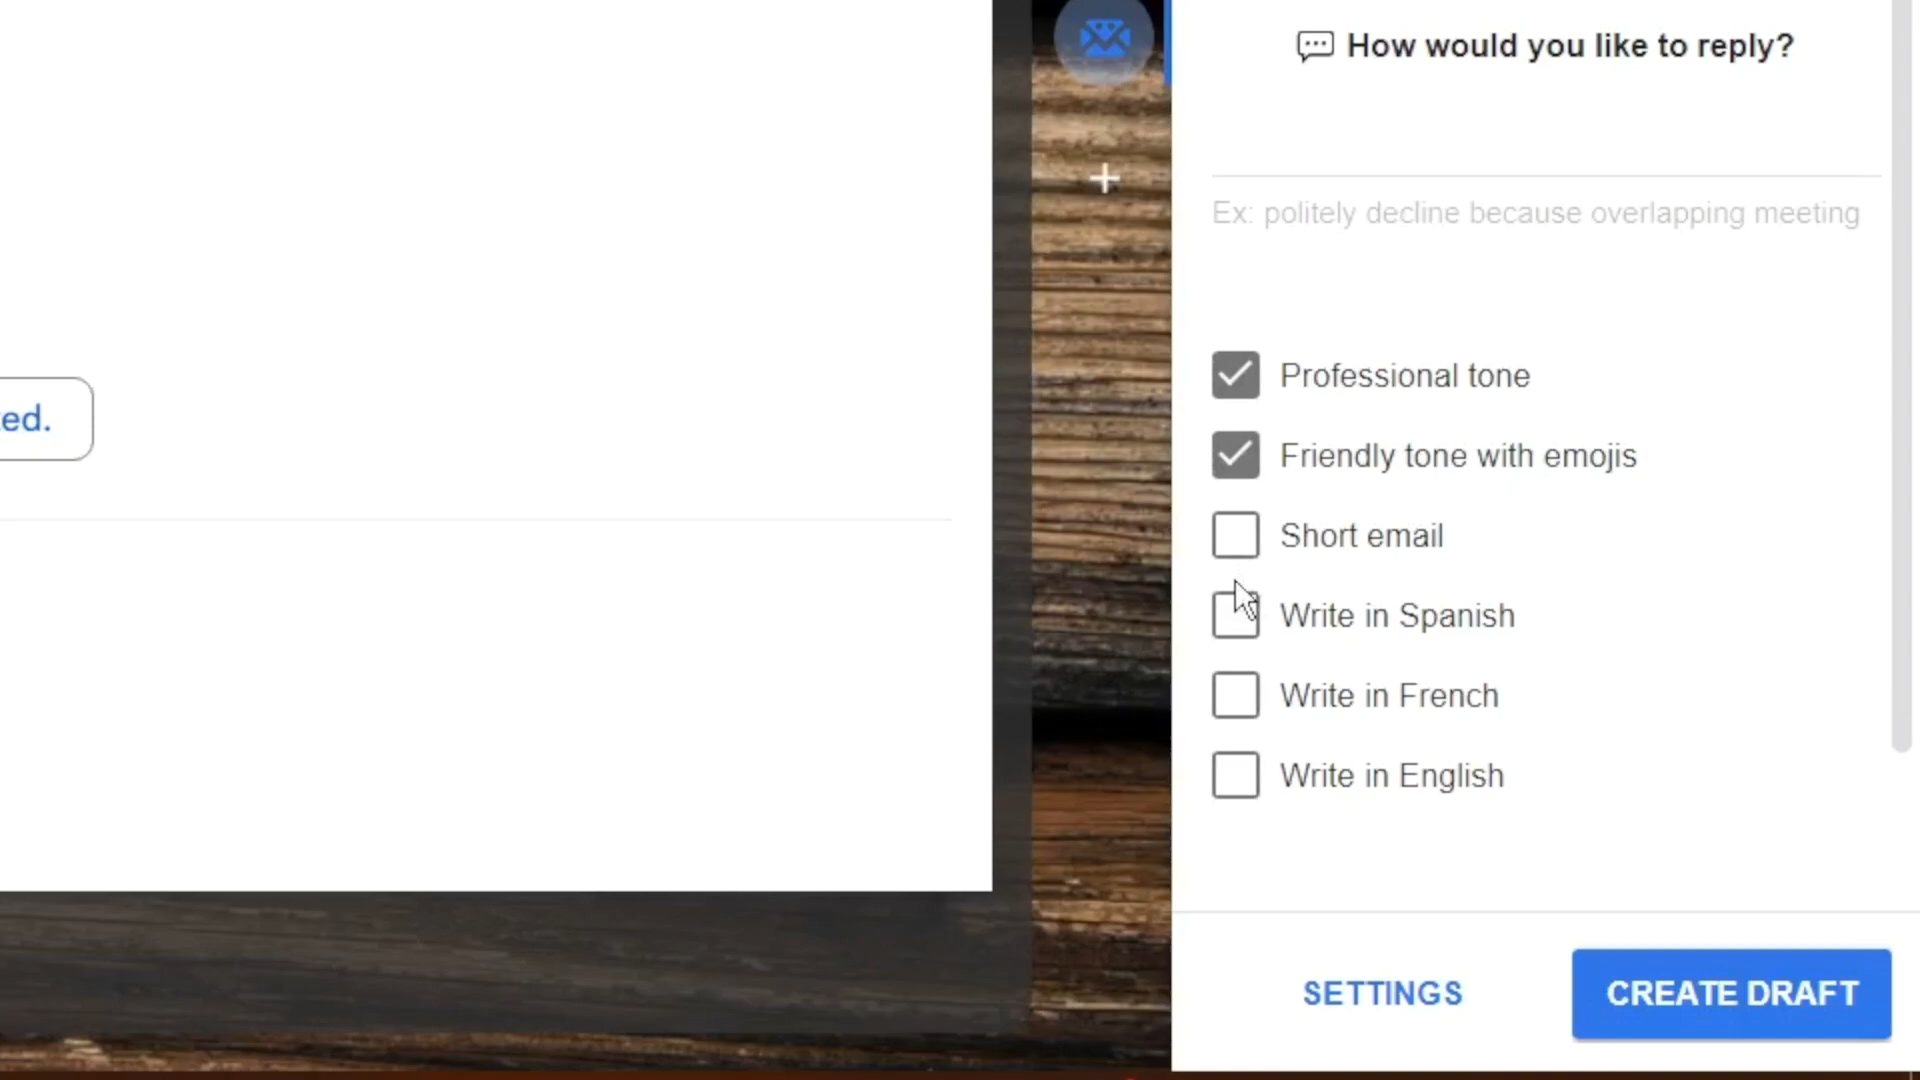 How would you like to reply?
Ex: politely decline because overlapping meeting
Professional tone
ed.
Friendly tone with emojis
Short email
Write in Spanish
Write in French
Write in English
SETTINGS
CREATE DRAFT